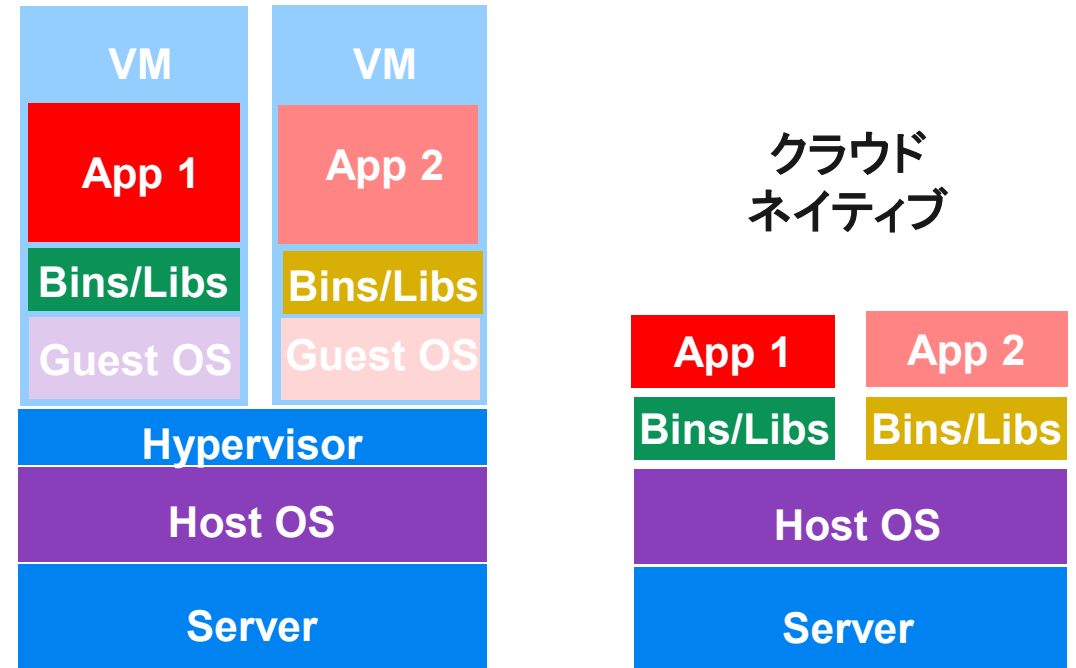 VM
App 1
Bins/Libs
Guest OS
VM
App 2
Bins/Libs
Guest OS
Hypervisor
Host OS
Server
クラウド
ネイティブ
App 1
Bins/Libs
App 2
Bins/Libs
Host OS
Server